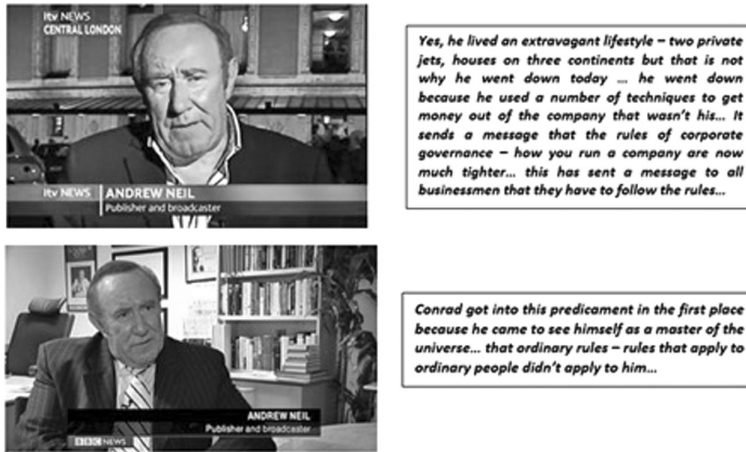 itv NEWS
CENTRAL LONDON
itv NEWS
ANDREW NEIL
Publisher and broadcaster
Yes, he lived an extravagant lifestyle – two private
jets, houses on three continents but that is not
why he went down today ... he went down
because he used a number of techniques to get
money out of the company that wasn't his... It
sends a message that the rules of corporate
governance – how you run a company are now
much tighter... this has sent a message to all
businessmen that they have to follow the rules...
ANDREW NEIL
Publisher and broadcaster
BBC NEWS
Conrad got into this predicament in the first place
because he came to see himself as a master of the
universe... that ordinary rules – rules that apply to
ordinary people didn't apply to him...